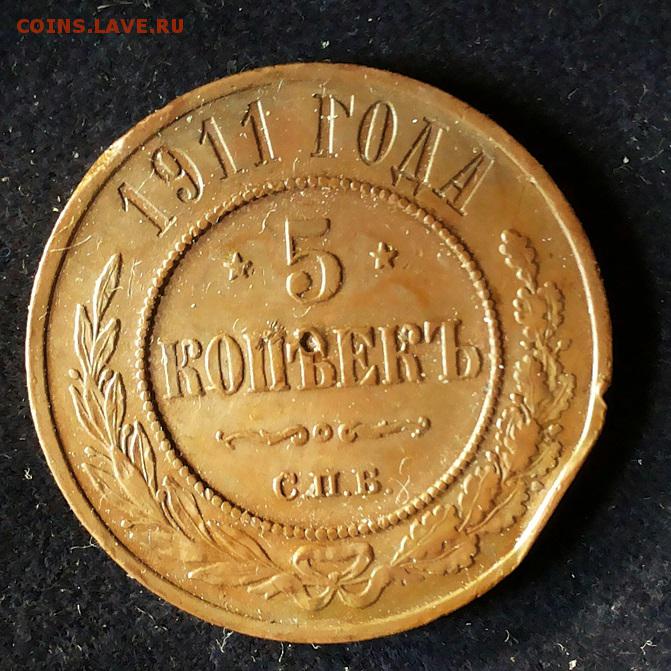 COINS.LAVE.RU
1911 ГОДА
5
КОПѢЕКЪ
С.П.Б.